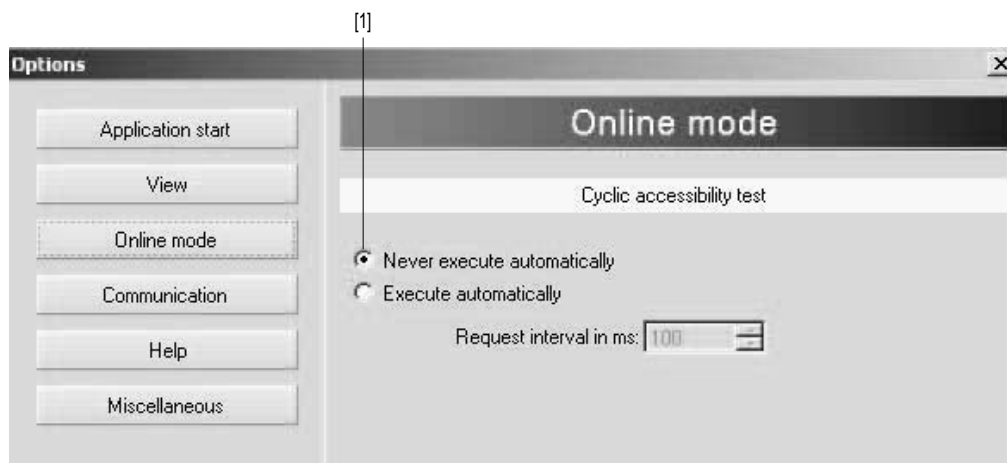 [1]
Options
Application start
View
Online mode
Communication
Help
Miscellaneous
Online mode
Cyclic accessibility test
Never execute automatically
Execute automatically
Request interval in ms: 100